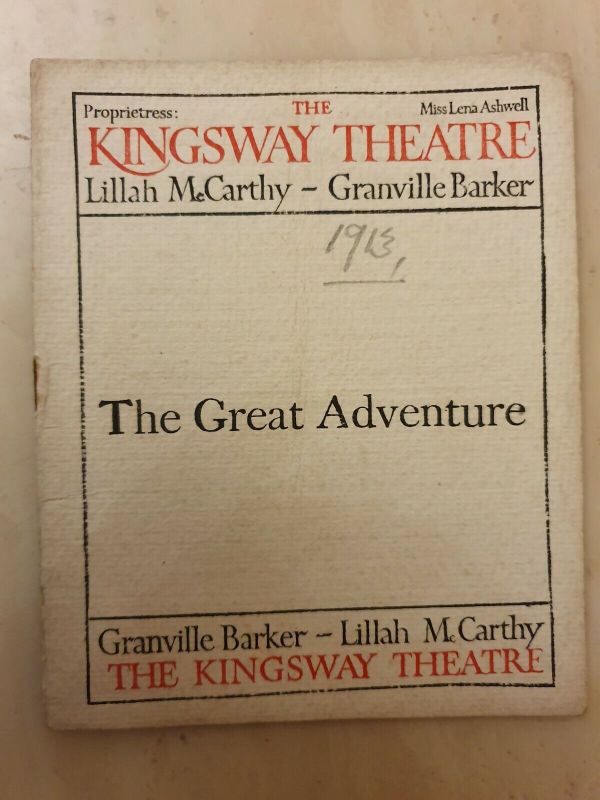 Proprietress: THE Miss Lena Ashwell
KINGSWAY THEATRE
Lillah McCarthy – Granville Barker
1913,
The Great Adventure
Granville Barker – Lillah McCarthy
THE KINGSWAY THEATRE